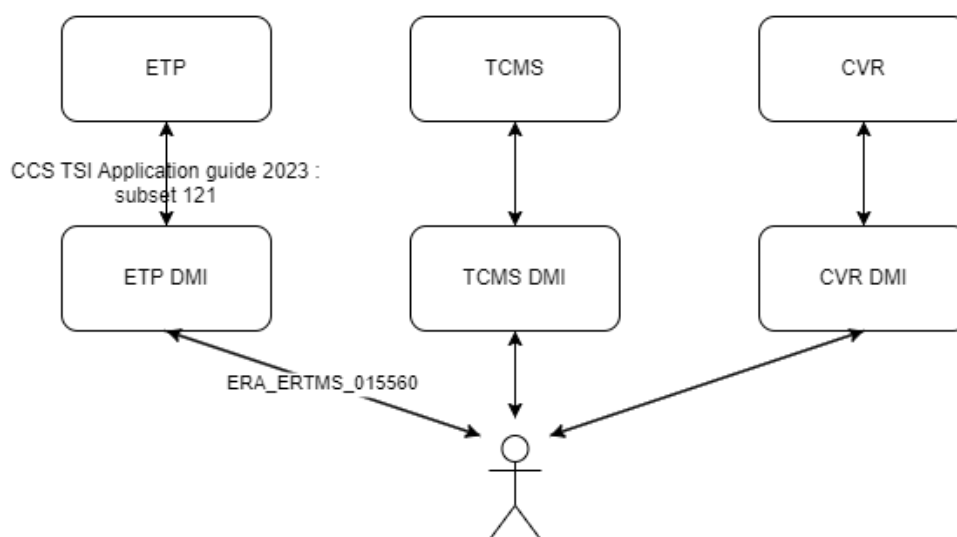 ETP
TCMS
CVR
CCS TSI Application guide 2023 :
subset 121
ETP DMI
TCMS DMI
CVR DMI
ERA_ERTMS_015560